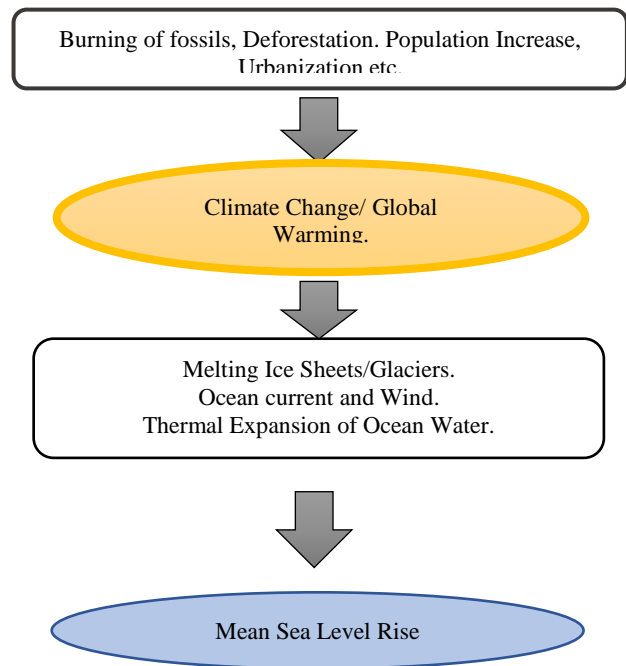 Burning of fossils, Deforestation. Population Increase,
Urbanization etc.
Climate Change/ Global
Warming.
Melting Ice Sheets/Glaciers.
Ocean current and Wind.
Thermal Expansion of Ocean Water.
Mean Sea Level Rise